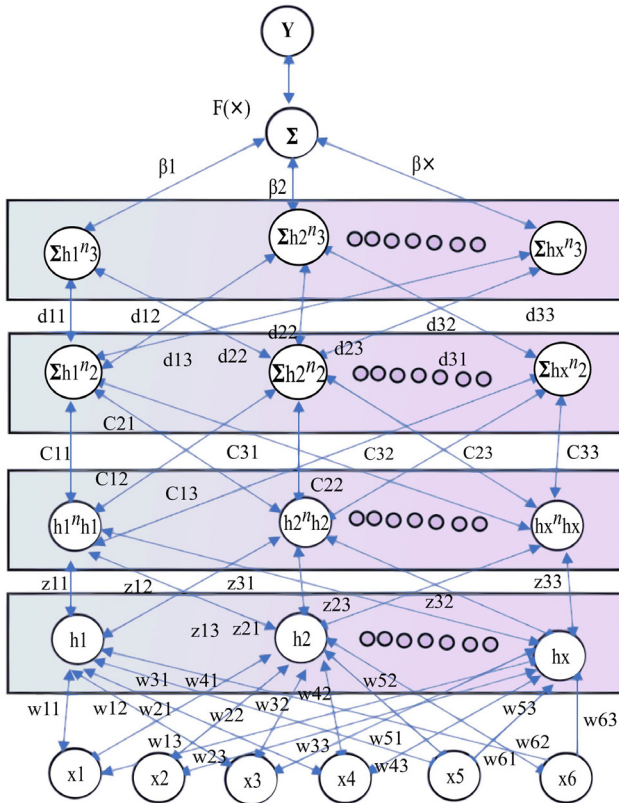 Y
F(×)
Σ
β1
β2
β×
Σh1ⁿ3
Σh2ⁿ3
Σhxⁿ3
d11
d12
d22
d32
d33
d13
d22
d23
d31
Σh1ⁿ2
Σh2ⁿ2
Σhxⁿ2
C21
C11
C31
C32
C23
C33
C12
C13
C22
h1ⁿh1
h2ⁿh2
hxⁿhx
z11
z12
z31
z23
z32
z33
z13
z21
h1
h2
hx
w31
w41
w42
w52
w11
w12
w21
w22
w32
w53
w63
w13
w23
w33
w51
w43
w62
w61
x1
x2
x3
x4
x5
x6